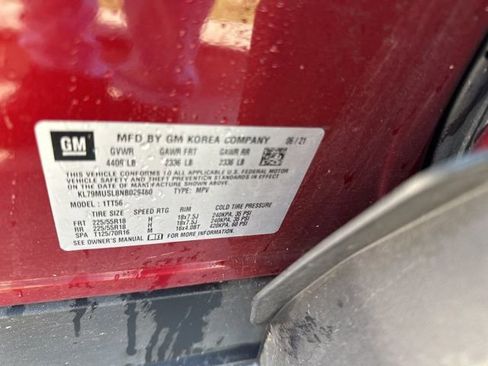 GM
MFD BY GM KOREA COMPANY 06/21
GVWR GAWR FRT GAWR RR
4409 LB 2336 LB 2336 LB
THIS VEHICLE CONFORMS TO ALL APPLICABLE U.S. FEDERAL MOTOR
VEHICLE SAFETY AND THEFT PREVENTION STANDARDS IN EFFECT ON
THE DATE OF MANUFACTURE SHOWN ABOVE.
KL79MUSL8NB029460 TYPE: MPV
MODEL: 1TT56
TIRE SIZE SPEED RTG RIM COLD TIRE PRESSURE
FRT 225/55R18 H 18x7.5J 240KPA, 35 PSI
RR 225/55R18 H 18x7.5J 240KPA, 35 PSI
SPA T125/70R16 M 16x4.0BT 420KPA, 60 PSI
SEE OWNER'S MANUAL